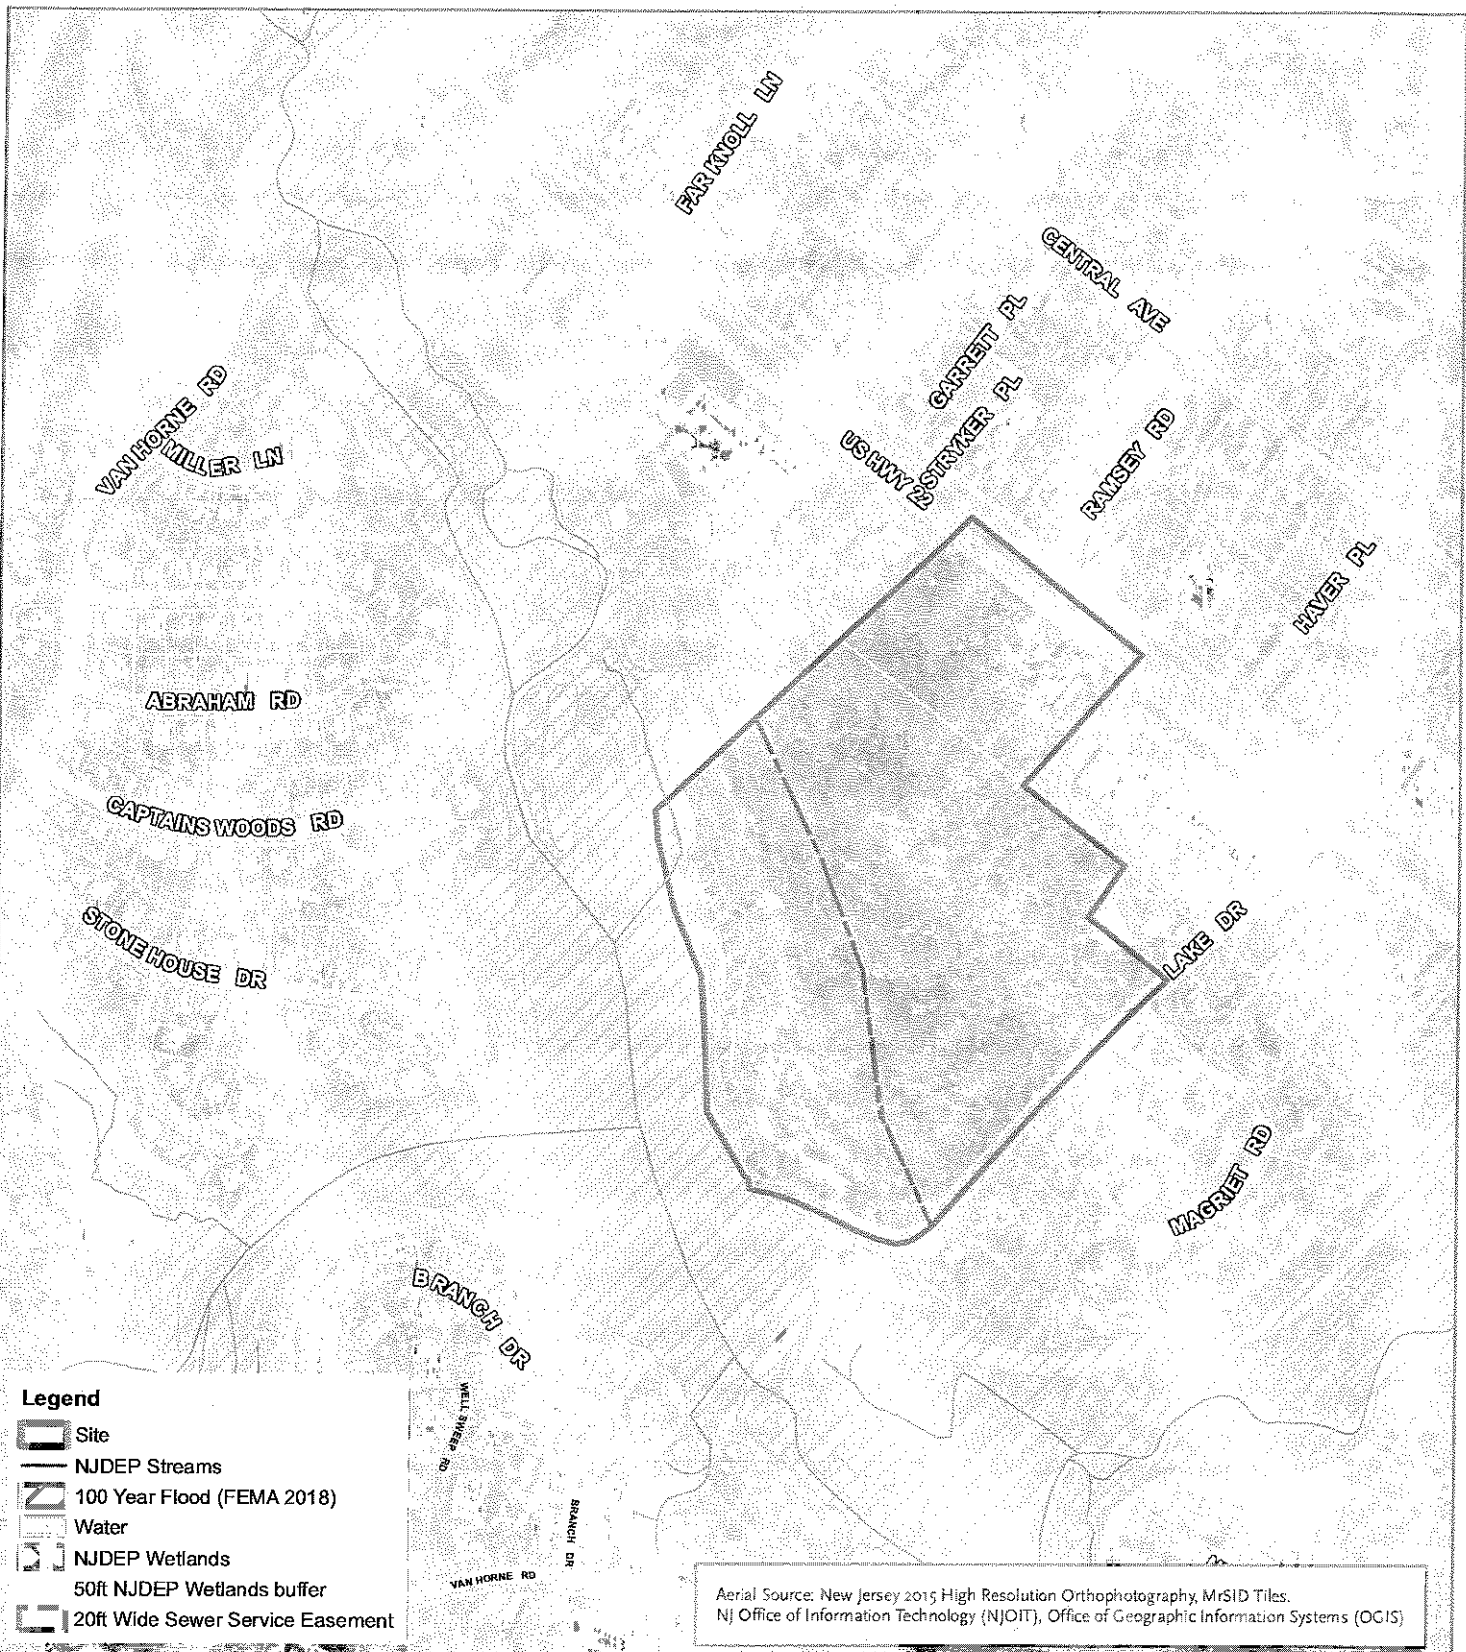 FAR KNOLL LN
CENTRAL AVE
GARRETT PL
STRYKER PL
US HWY 22
RAMSEY RD
HAVER PL
VAN HORNE RD
MILLER LN
ABRAHAM RD
CAPTAINS WOODS RD
STONE HOUSE DR
LAKE DR
MAGRIET RD
BRANCH DR
WELL SWEEP RD
BRANCH DR
VAN HORNE RD
Legend
Site
NJDEP Streams
100 Year Flood (FEMA 2018)
Water
NJDEP Wetlands
50ft NJDEP Wetlands buffer
20ft Wide Sewer Service Easement
Aerial Source: New Jersey 2015 High Resolution Orthophotography, MrSID Tiles.
NJ Office of Information Technology (NJOIT), Office of Geographic Information Systems (OGIS)